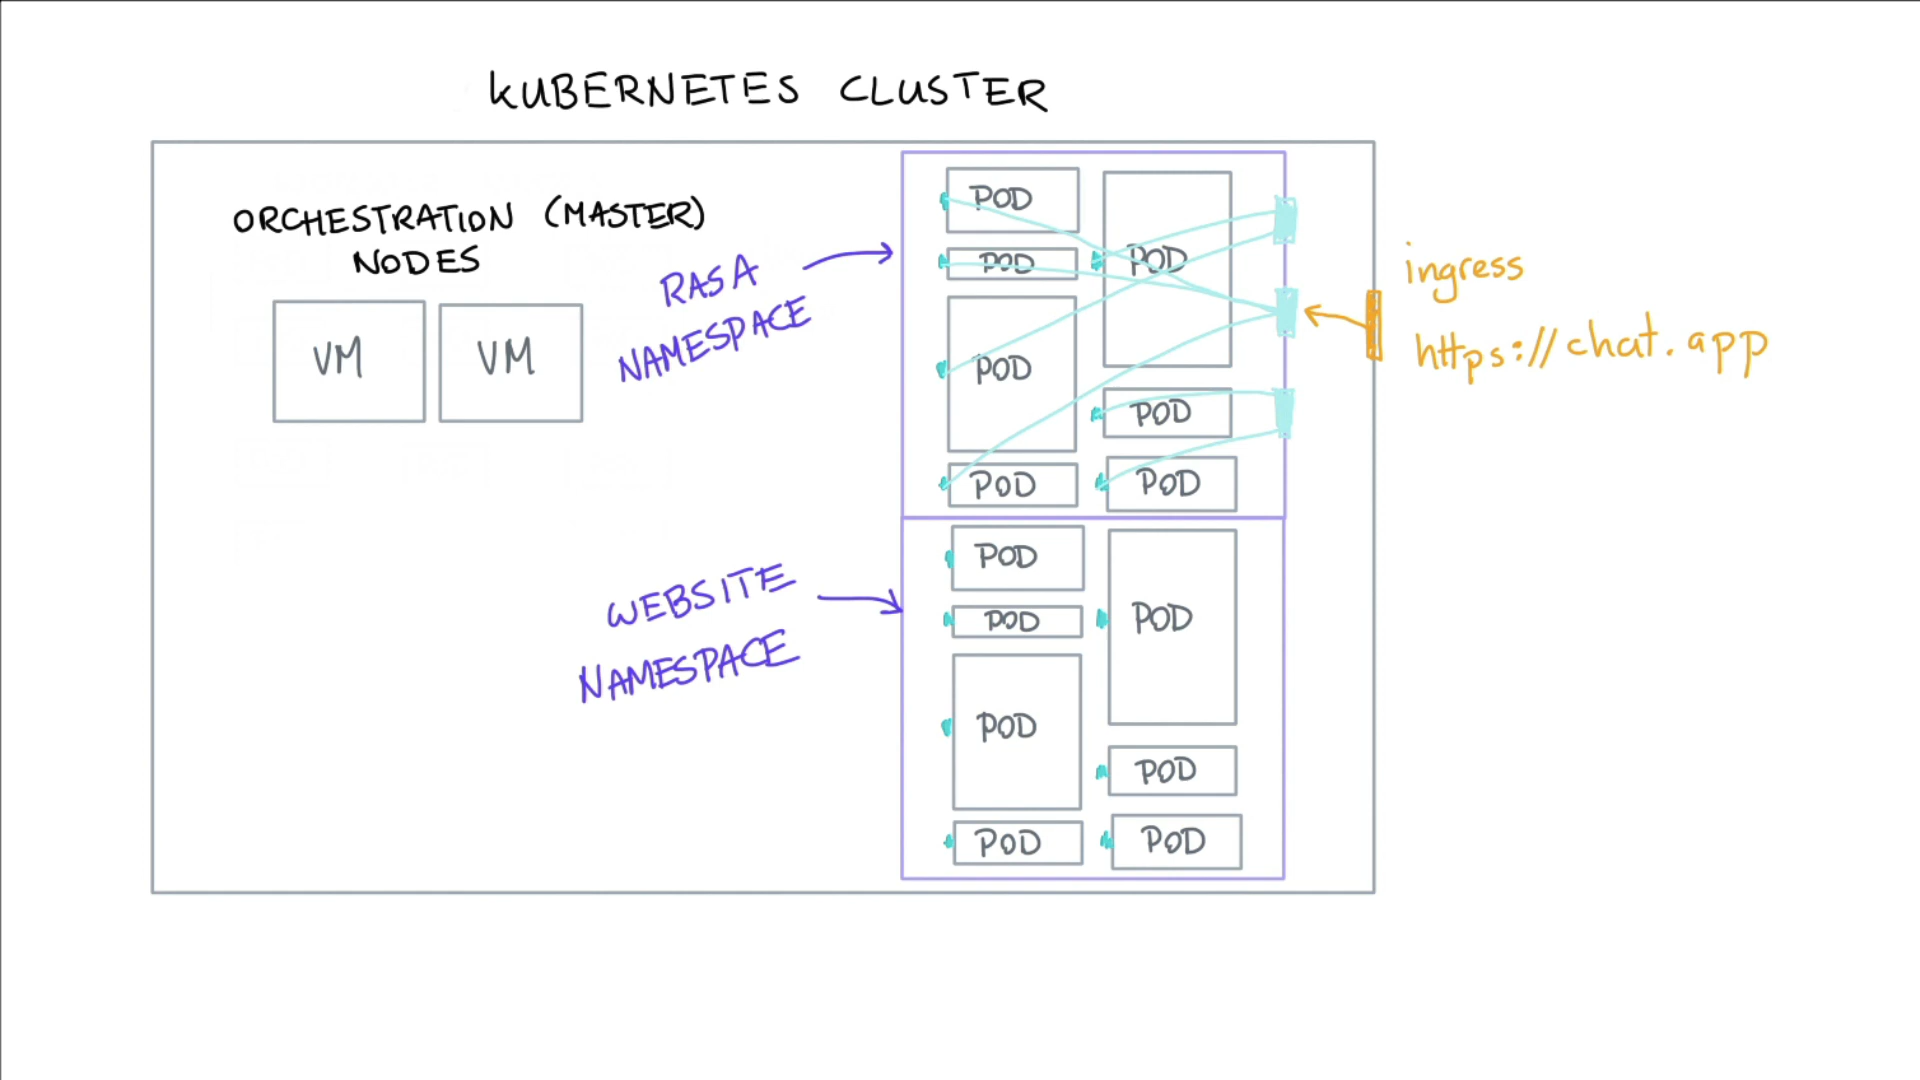 KUBERNETES CLUSTER
ORCHESTRATION (MASTER)
NODES
VM
VM
RASA
NAMESPACE
POD
POD
POD
POD
POD
POD
POD
ingress
https://chat.app
WEBSITE
NAMESPACE
POD
POD
POD
POD
POD
POD
POD